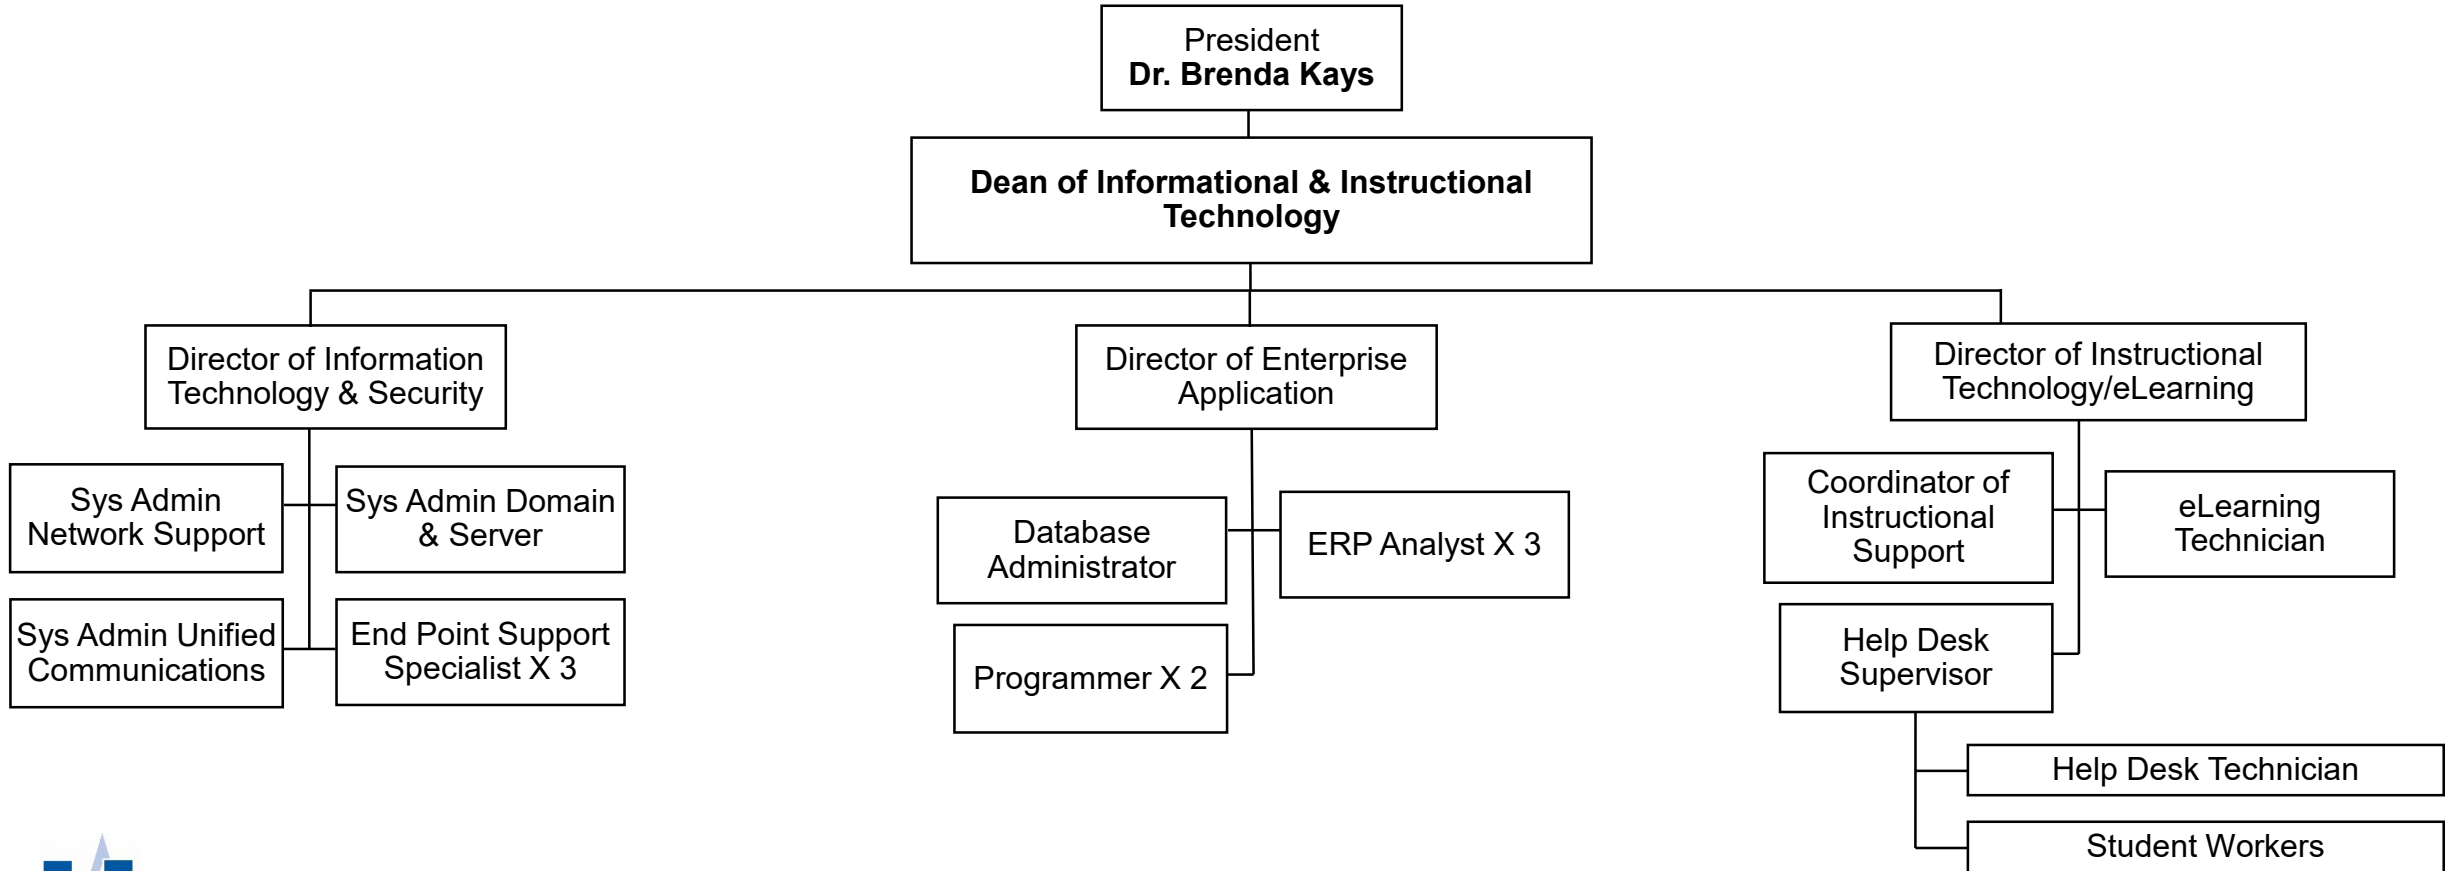 President
Dr. Brenda Kays
Dean of Informational & Instructional
Technology
Director of Information
Technology & Security
Director of Enterprise
Application
Director of Instructional
Technology/eLearning
Sys Admin
Network Support
Sys Admin Domain
& Server
Sys Admin Unified
Communications
End Point Support
Specialist X 3
Database
Administrator
ERP Analyst X 3
Programmer X 2
Coordinator of
Instructional
Support
eLearning
Technician
Help Desk
Supervisor
Help Desk Technician
Student Workers